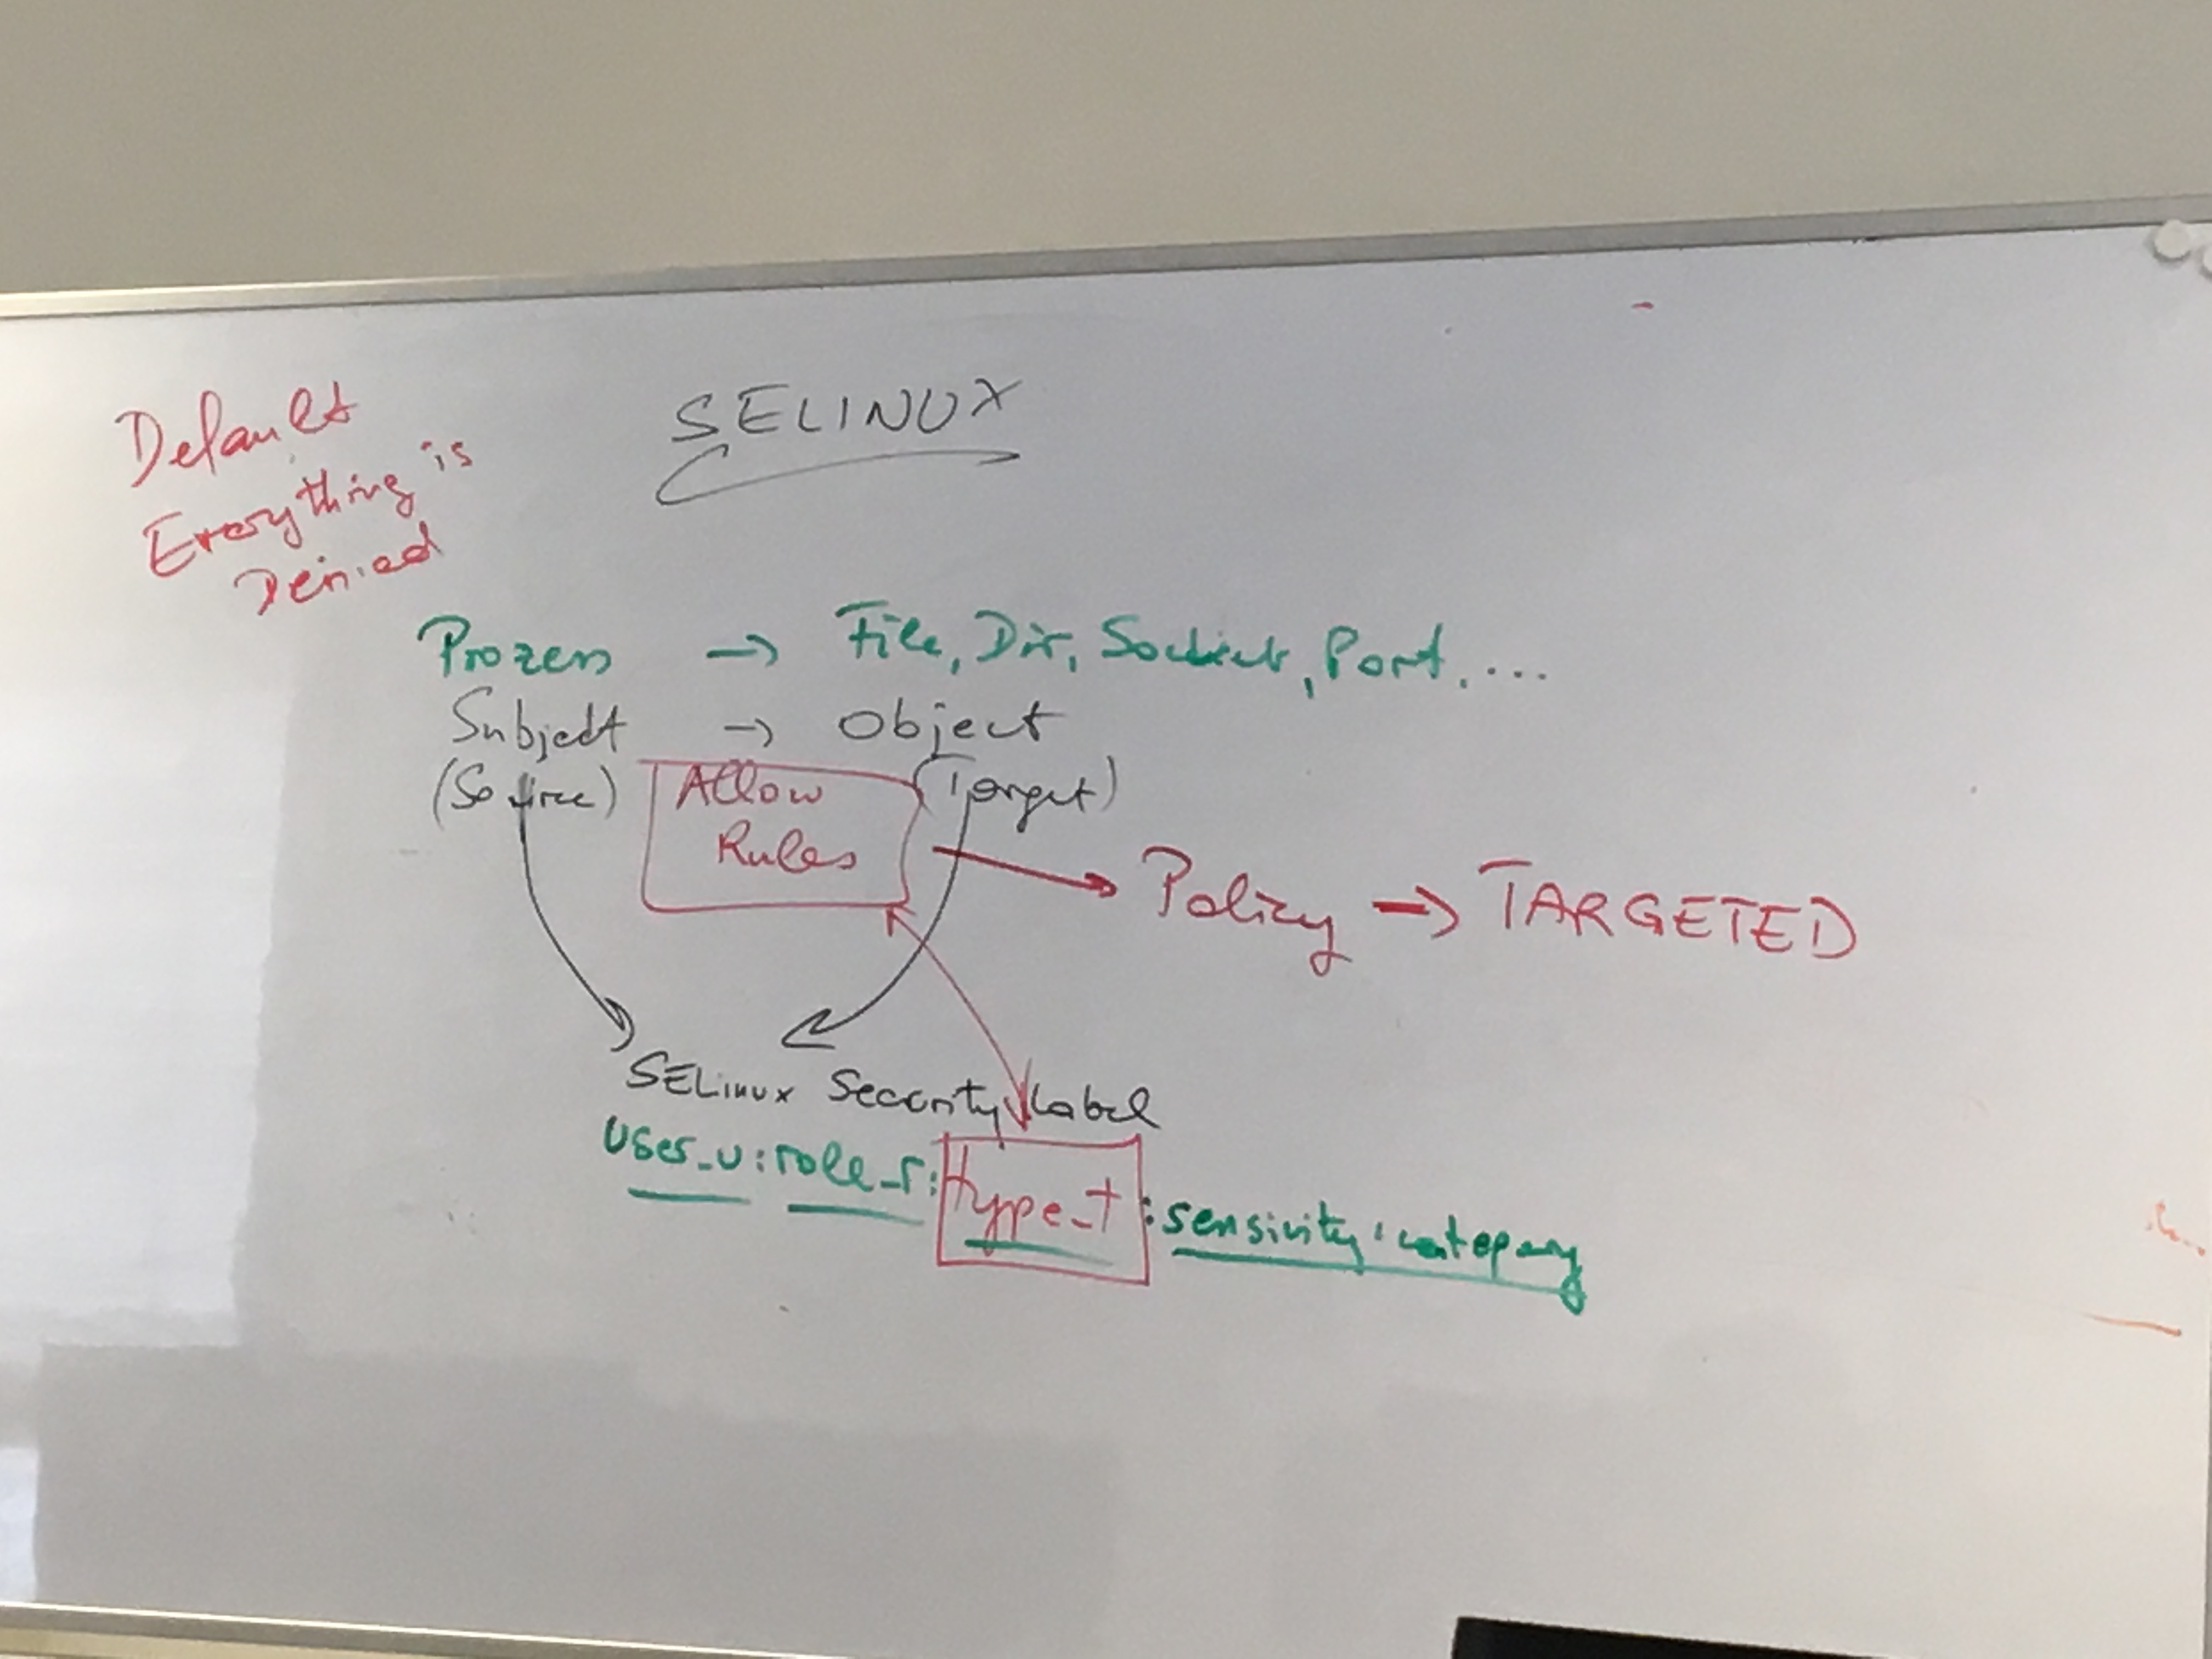 SELINUX
Default
Everything is
Denied
Prozess → File, Dir, Socket, Port, ...
Subject → Object
(Source) (Target)
Allow
Rules
→ Policy → TARGETED
SELinux Security Label
user_u:role_r:type_t:sensivity:category